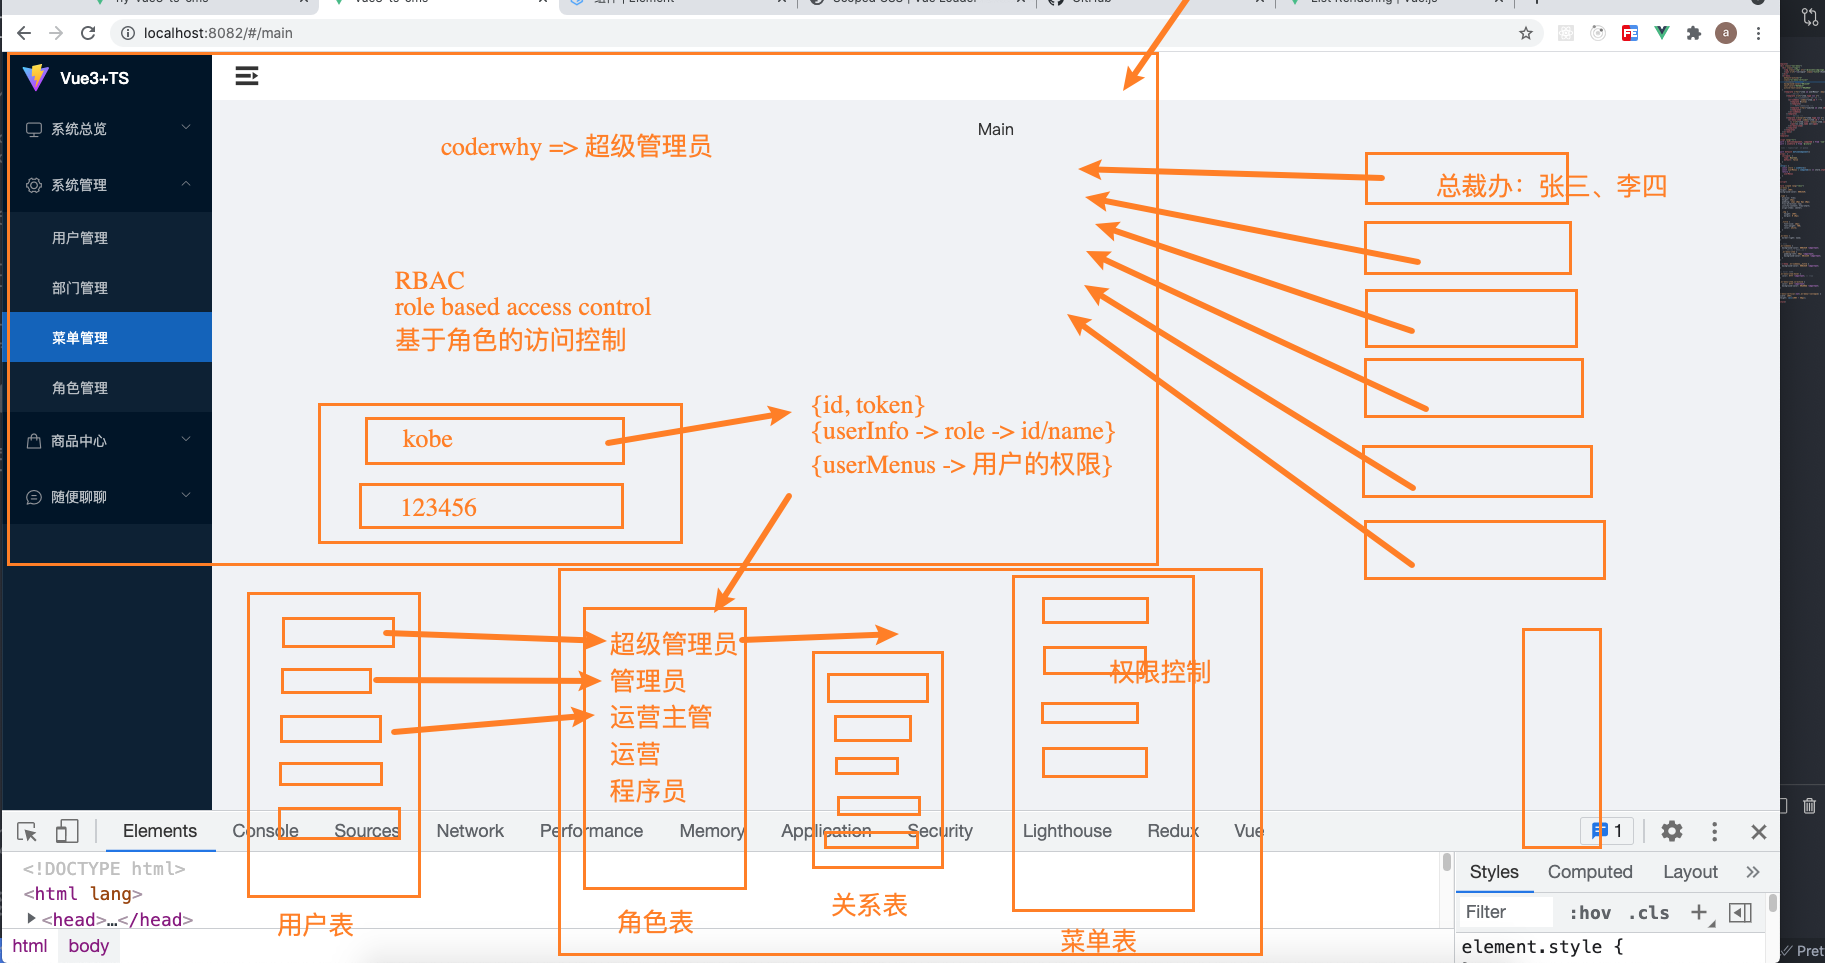 localhost:8082/#/main
a
Vue3+TS
系统总览
系统管理
用户管理
部门管理
菜单管理
角色管理
商品中心
随便聊聊
Main
coderwhy => 超级管理员
总裁办：张三、李四
RBAC
role based access control
基于角色的访问控制
kobe
123456
{id, token}
{userInfo -> role -> id/name}
{userMenus -> 用户的权限}
超级管理员
管理员
运营主管
运营
程序员
权限控制
用户表
角色表
关系表
菜单表
Elements Console Sources Network Performance Memory Application Security Lighthouse Redux Vue 1
<!DOCTYPE html>
<html lang>
<head>…</head>
html body
Styles Computed Layout
Filter :hov .cls
element.style {
Pret